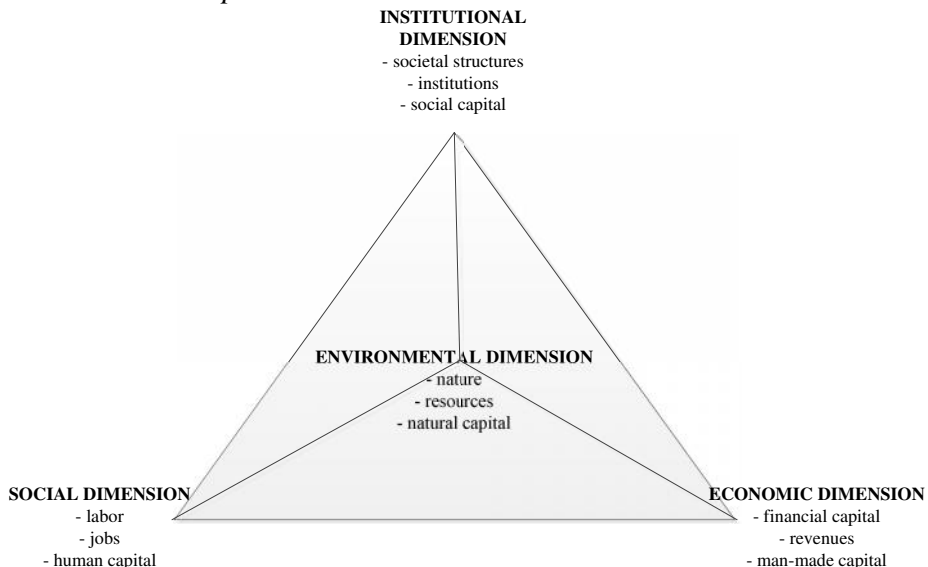 INSTITUTIONAL
DIMENSION
- societal structures
- institutions
- social capital
ENVIRONMENTAL DIMENSION
- nature
- resources
- natural capital
SOCIAL DIMENSION
- labor
- jobs
- human capital
ECONOMIC DIMENSION
- financial capital
- revenues
- man-made capital